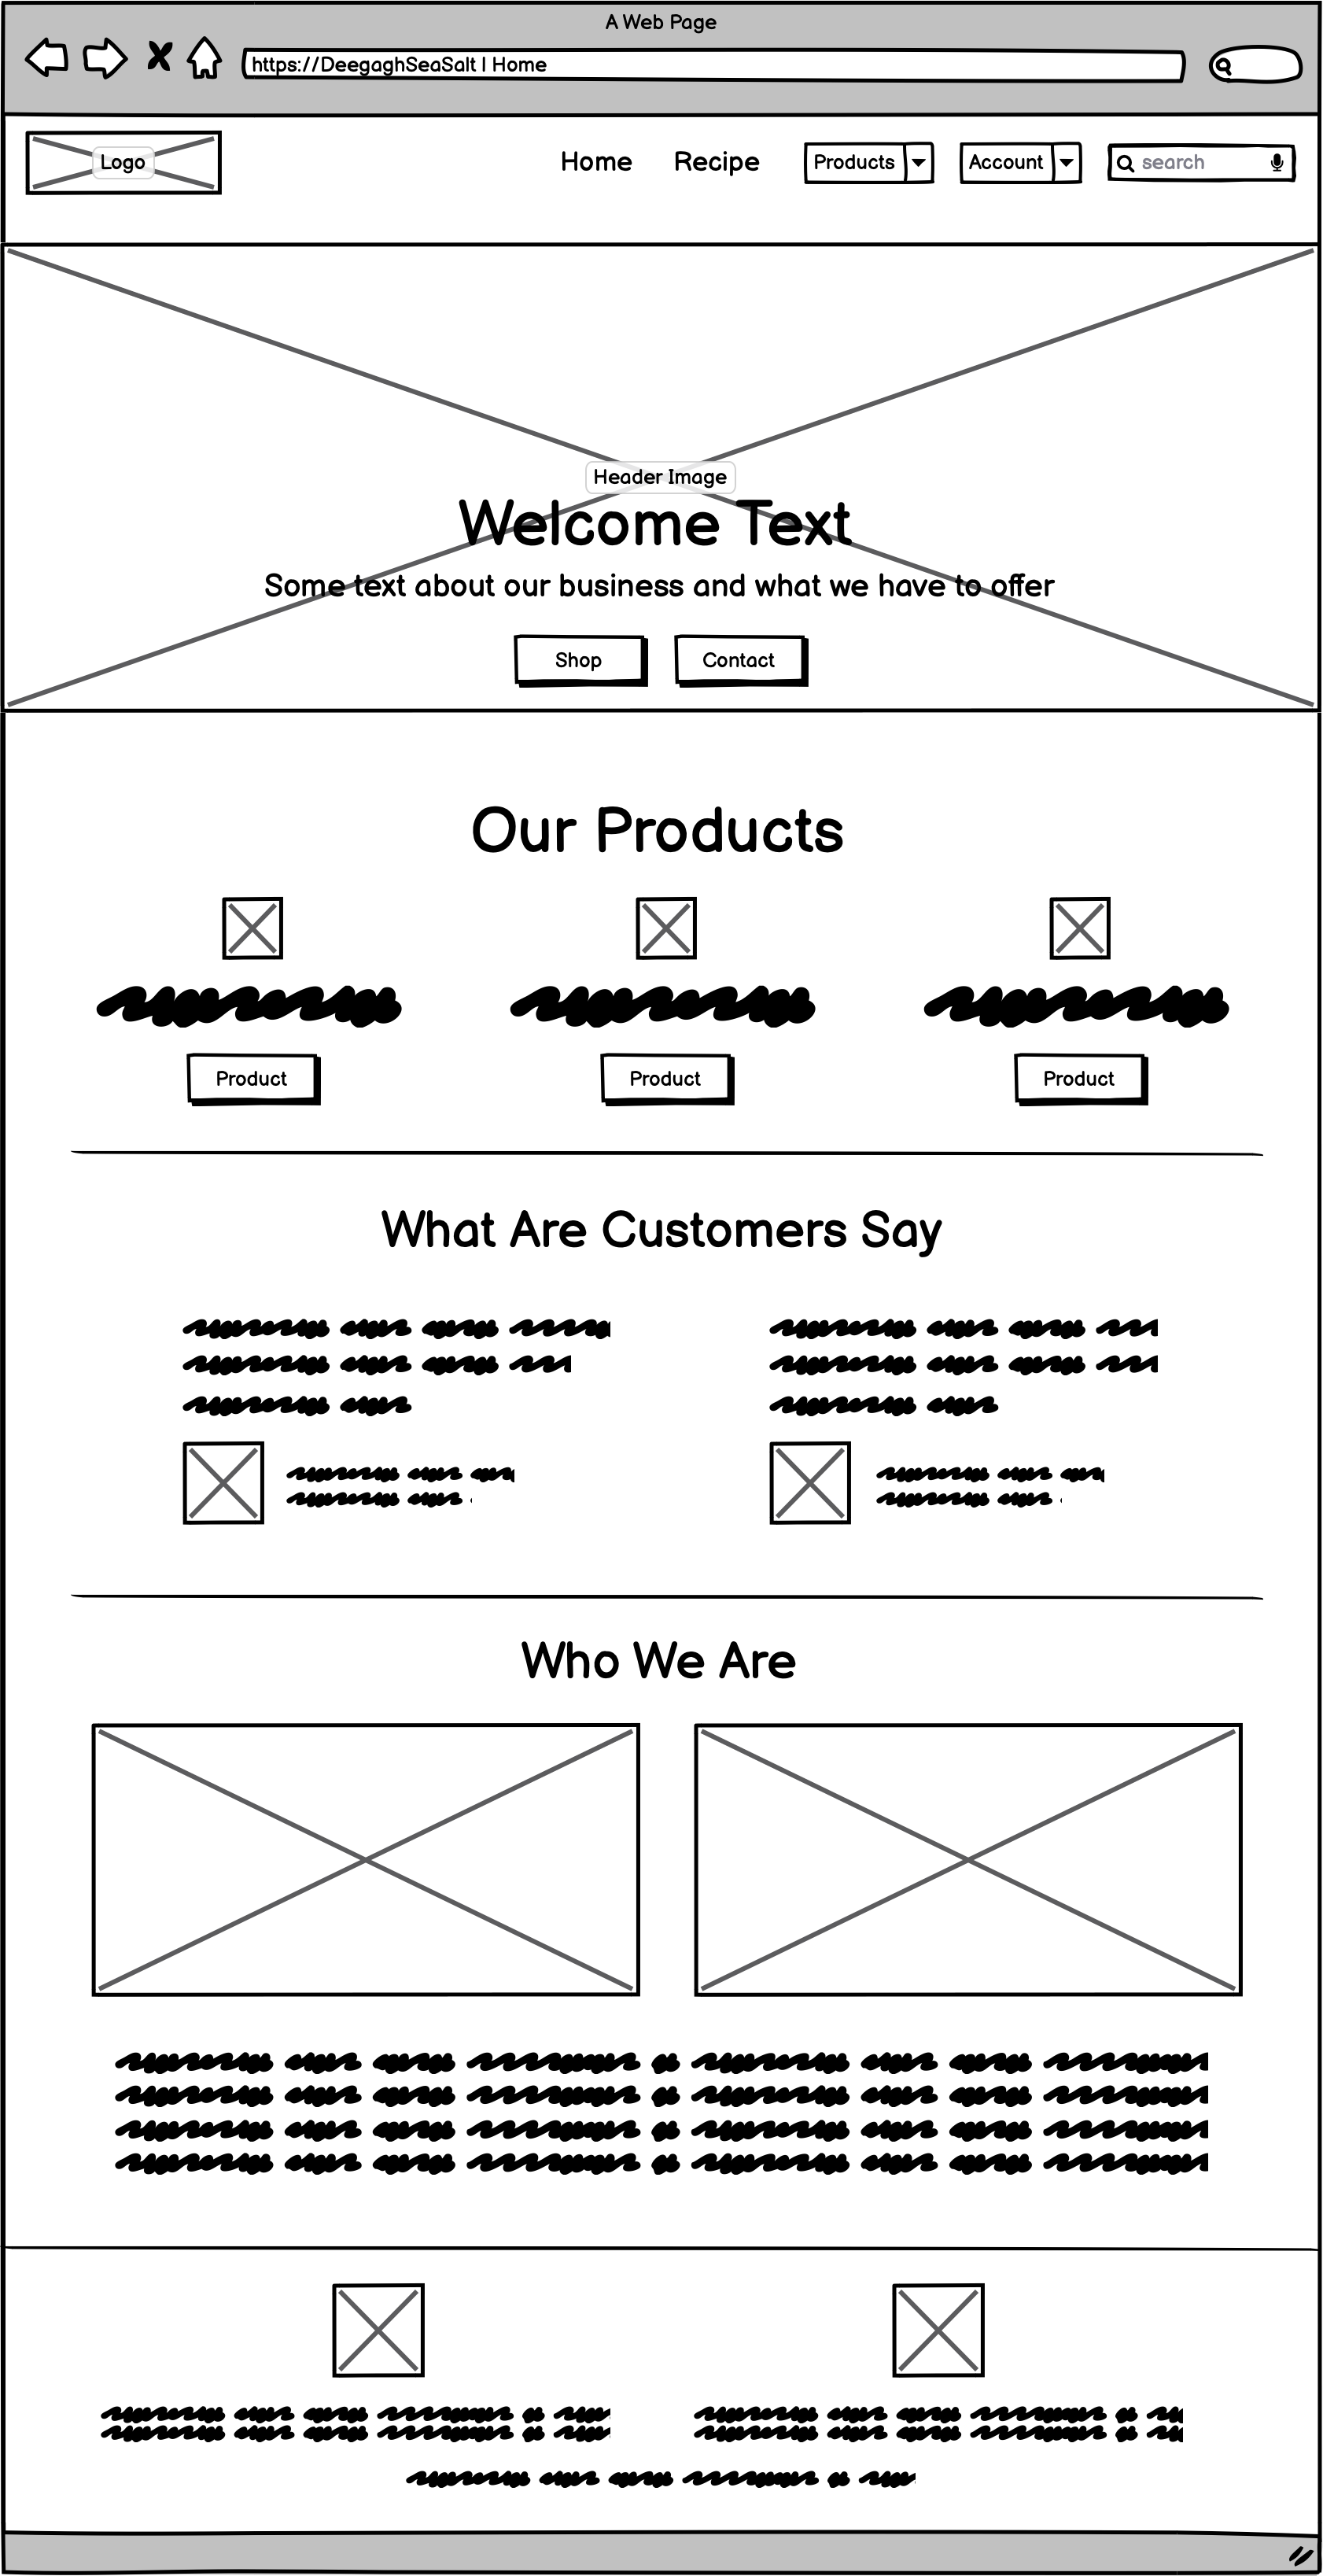 A Web Page
https://DeegaghSeaSalt | Home
Logo
Home Recipe Products Account search
Header Image
Welcome Text
Some text about our business and what we have to offer
Shop Contact
Our Products
Product Product Product
What Are Customers Say
Who We Are